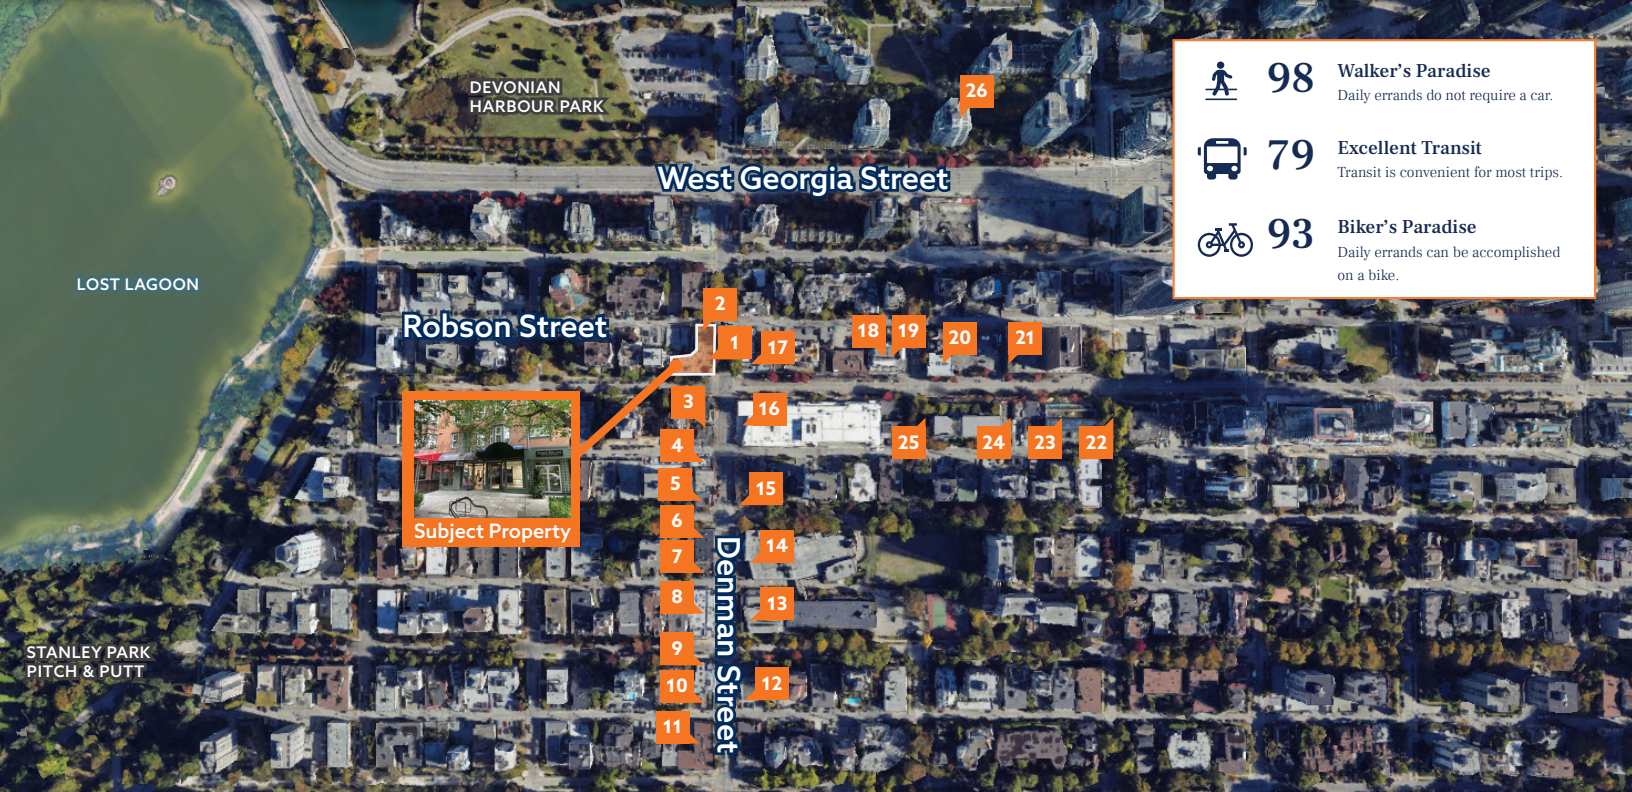 DEVONIAN
HARBOUR PARK
26
98
Walker's Paradise
Daily errands do not require a car.
79
Excellent Transit
Transit is convenient for most trips.
93
Biker's Paradise
Daily errands can be accomplished
on a bike.
West Georgia Street
LOST LAGOON
Robson Street
2
1
17
18
19
20
21
3
16
4
25
24
23
22
5
15
6
Subject Property
7
14
8
13
Denman Street
9
10
12
11
STANLEY PARK
PITCH & PUTT